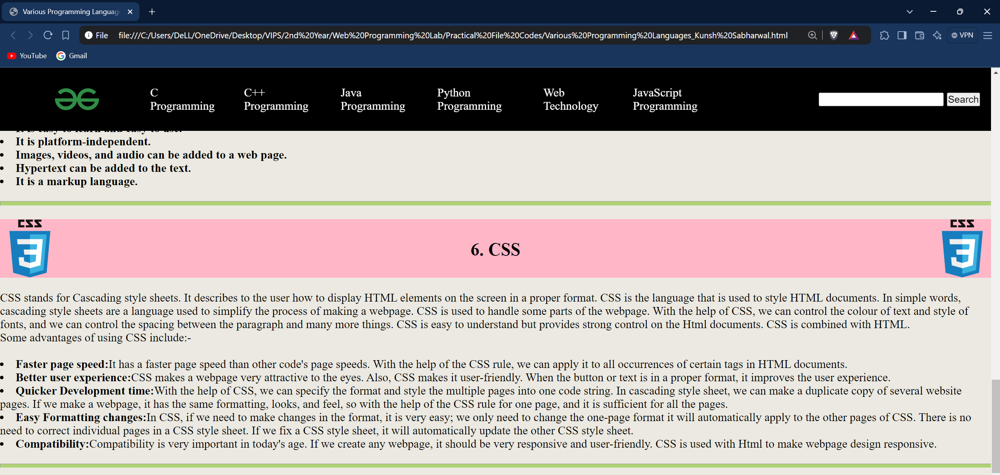 Various Programming Languag
File file:///C:/Users/DeLL/OneDrive/Desktop/VIPS/2nd%20Year/Web%20Programming%20Lab/Practical%20File%20Codes/Various%20Programming%20Languages_Kunsh%20Sabharwal.html VPN
YouTube Gmail
C Programming
C++ Programming
Java Programming
Python Programming
Web Technology
JavaScript Programming
Search
It is easy to learn and easy to use.
• It is platform-independent.
• Images, videos, and audio can be added to a web page.
• Hypertext can be added to the text.
• It is a markup language.
CSS
3
6. CSS
CSS
3
CSS stands for Cascading style sheets. It describes to the user how to display HTML elements on the screen in a proper format. CSS is the language that is used to style HTML documents. In simple words,
cascading style sheets are a language used to simplify the process of making a webpage. CSS is used to handle some parts of the webpage. With the help of CSS, we can control the colour of text and style of
fonts, and we can control the spacing between the paragraph and many more things. CSS is easy to understand but provides strong control on the Html documents. CSS is combined with HTML.
Some advantages of using CSS include:-
• Faster page speed:It has a faster page speed than other code's page speeds. With the help of the CSS rule, we can apply it to all occurrences of certain tags in HTML documents.
• Better user experience:CSS makes a webpage very attractive to the eyes. Also, CSS makes it user-friendly. When the button or text is in a proper format, it improves the user experience.
• Quicker Development time:With the help of CSS, we can specify the format and style the multiple pages into one code string. In cascading style sheet, we can make a duplicate copy of several website
pages. If we make a webpage, it has the same formatting, looks, and feel, so with the help of the CSS rule for one page, and it is sufficient for all the pages.
• Easy Formatting changes:In CSS, if we need to make changes in the format, it is very easy; we only need to change the one-page format it will automatically apply to the other pages of CSS. There is no
need to correct individual pages in a CSS style sheet. If we fix a CSS style sheet, it will automatically update the other CSS style sheet.
• Compatibility:Compatibility is very important in today's age. If we create any webpage, it should be very responsive and user-friendly. CSS is used with Html to make webpage design responsive.